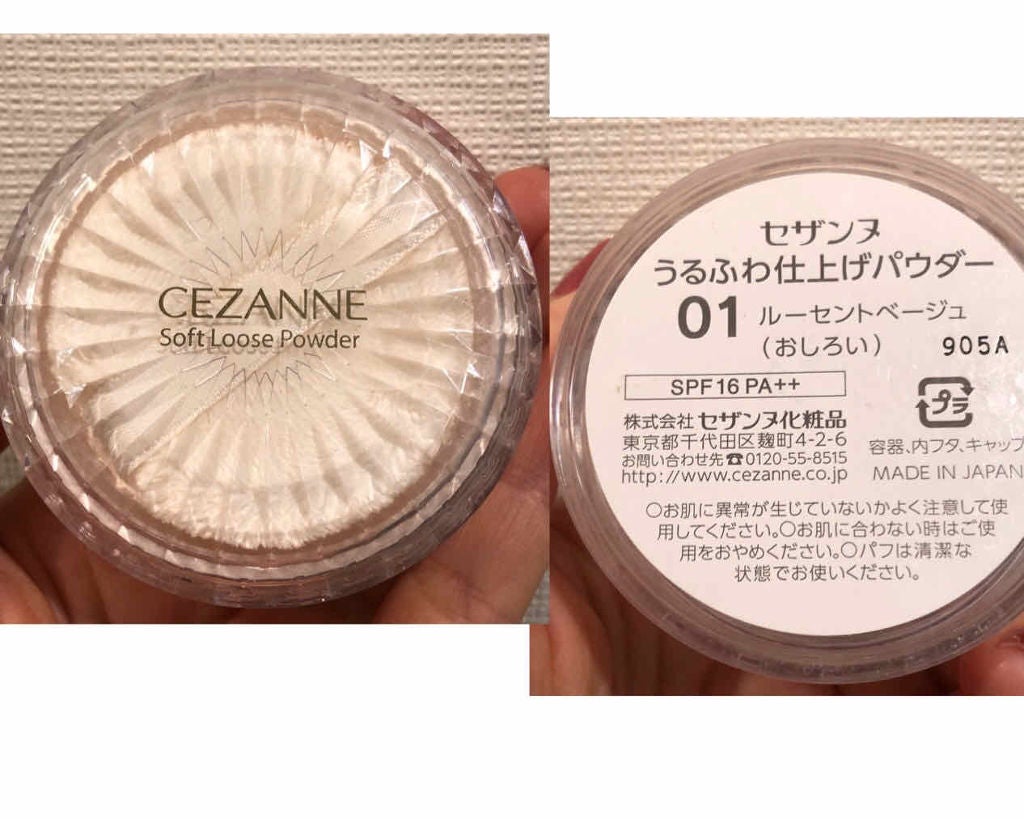 CEZANNE
Soft Loose Powder
セザンヌ
うるふわ仕上げパウダー
01 ルーセントベージュ
(おしろい)
905A
SPF16 PA++
株式会社 セザンヌ化粧品
東京都千代田区麹町4-2-6
お問い合わせ先☎0120-55-8515
http://www.cezanne.co.jp
プラ
容器、内フタ、キャップ
MADE IN JAPAN
○お肌に異常が生じていないかよく注意して使
用してください。○お肌に合わない時はご使
用をおやめください。○パフは清潔な
状態でお使いください。